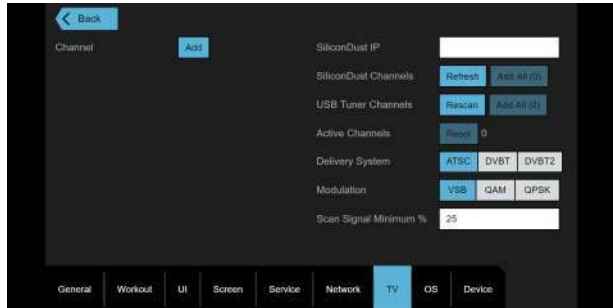 Back
Channel
Add
SiliconDust IP
SiliconDust Channels
Refresh
Add All (0)
USB Tuner Channels
Rescan
Add All (0)
Active Channels
Reset
0
Delivery System
ATSC
DVBT
DVBT2
Modulation
VSB
QAM
QPSK
Scan Signal Minimum %
25
General
Workout
UI
Screen
Service
Network
TV
OS
Device